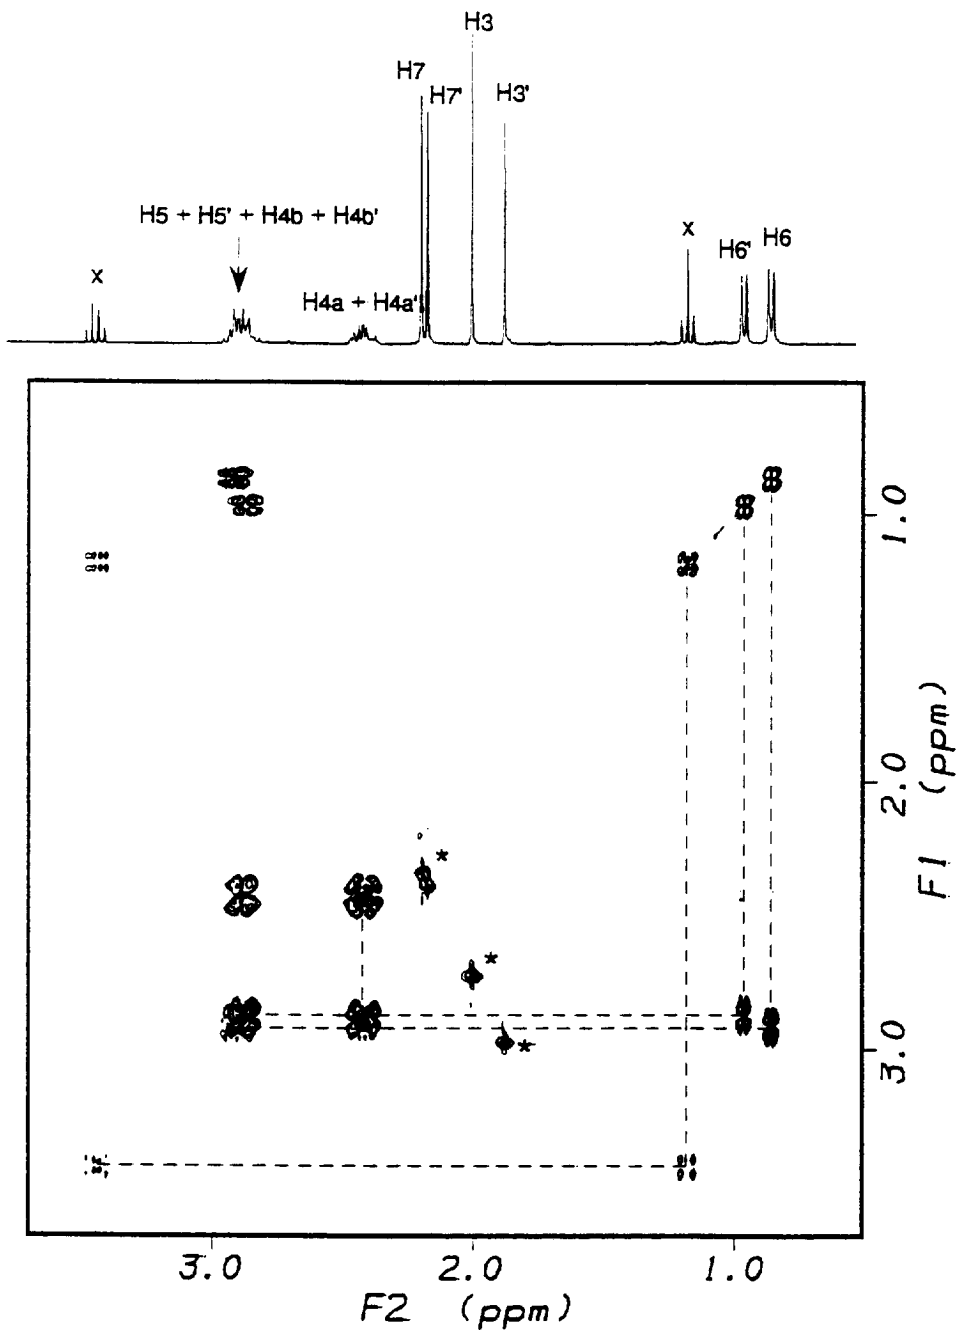 H3
H7
H7'
H3'
H5 + H5' + H4b + H4b'
X
X
H6'
H6
H4a + H4a'
1.0
2.0
3.0
F1 (ppm)
*
*
*
3.0 2.0 1.0
F2 (ppm)